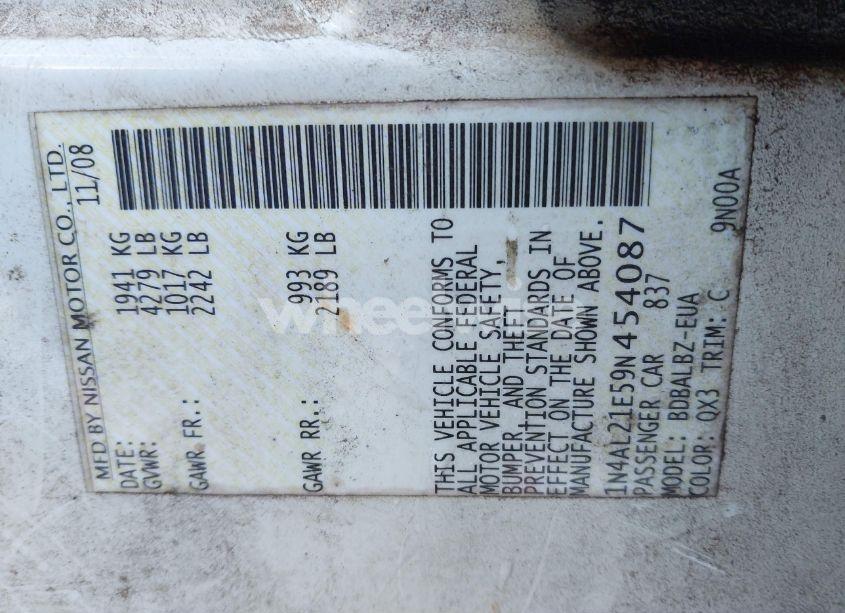 MFD BY NISSAN MOTOR CO., LTD.
DATE: 11/08
GVWR: 1941 KG
4279 LB
GAWR FR.: 1017 KG
2242 LB
GAWR RR.: 993 KG
2189 LB
THIS VEHICLE CONFORMS TO
ALL APPLICABLE FEDERAL
MOTOR VEHICLE SAFETY,
BUMPER, AND THEFT
PREVENTION STANDARDS IN
EFFECT ON THE DATE OF
MANUFACTURE SHOWN ABOVE.
1N4AL21E59N454087
PASSENGER CAR 837
MODEL: BDBALBZ-EUA
COLOR: QX3 TRIM: C 9N00A